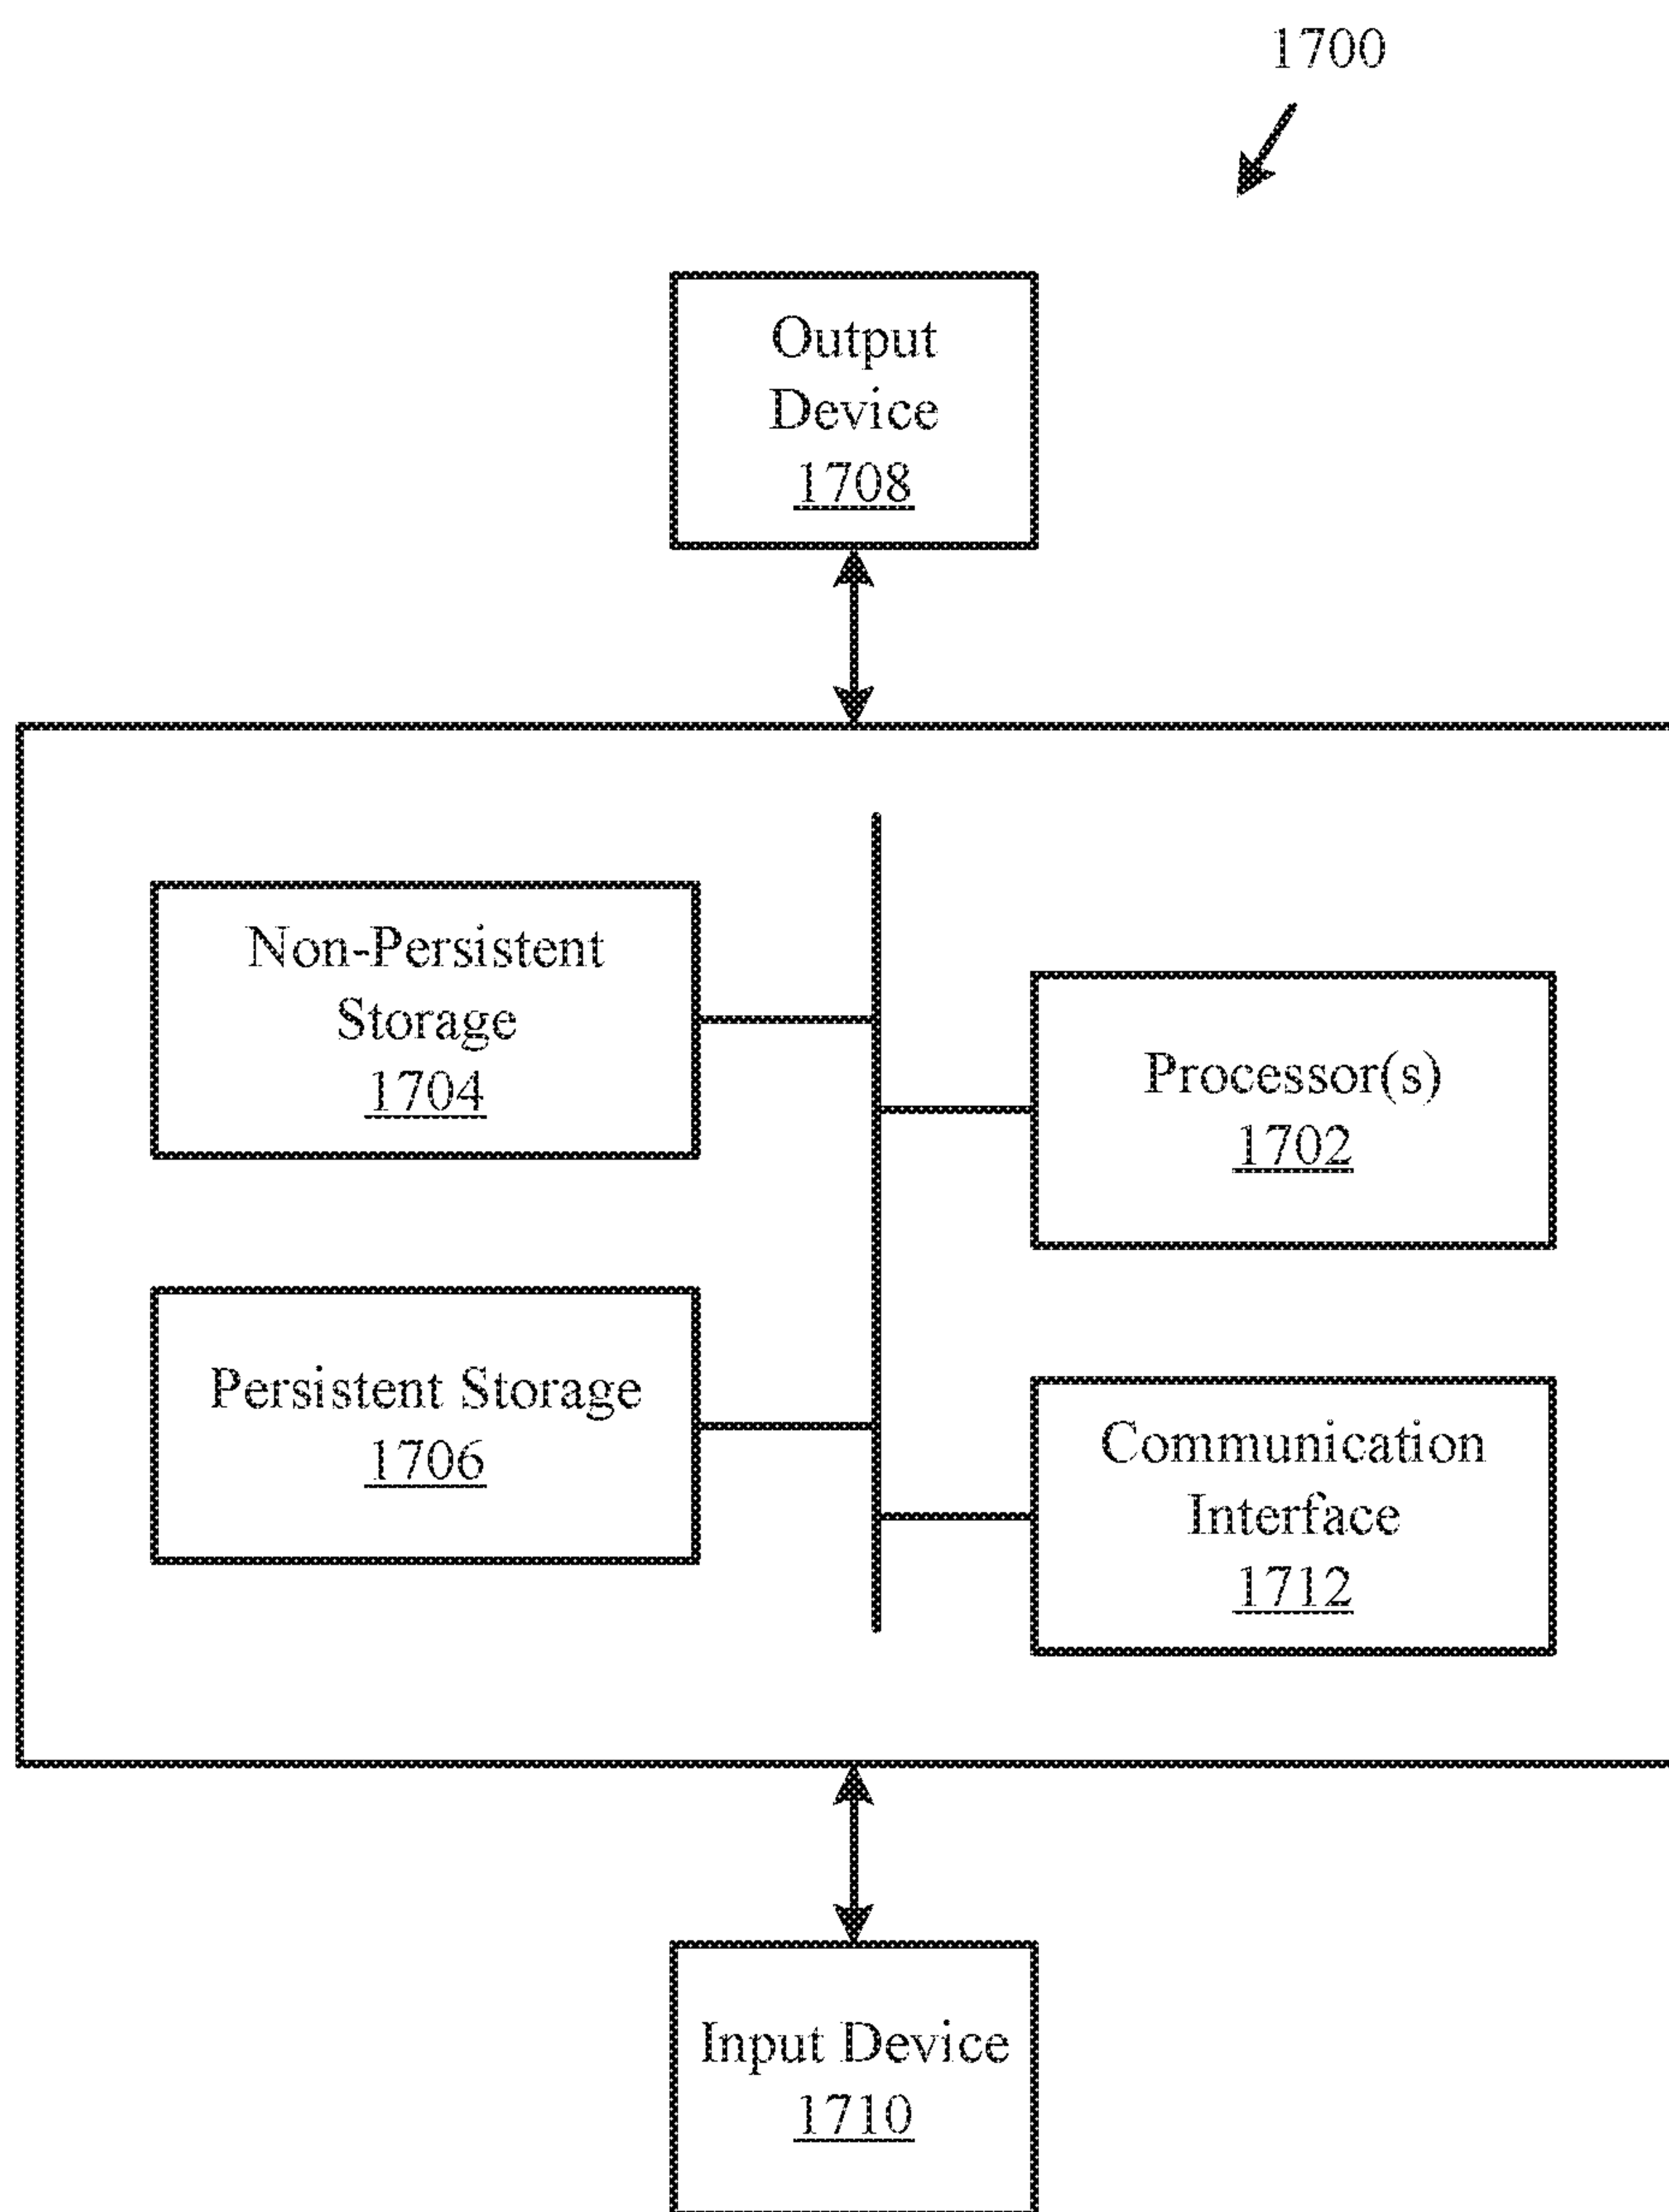 1700
Output
Device
1708
Non-Persistent
Storage
1704
Processor(s)
1702
Persistent Storage
1706
Communication
Interface
1712
Input Device
1710